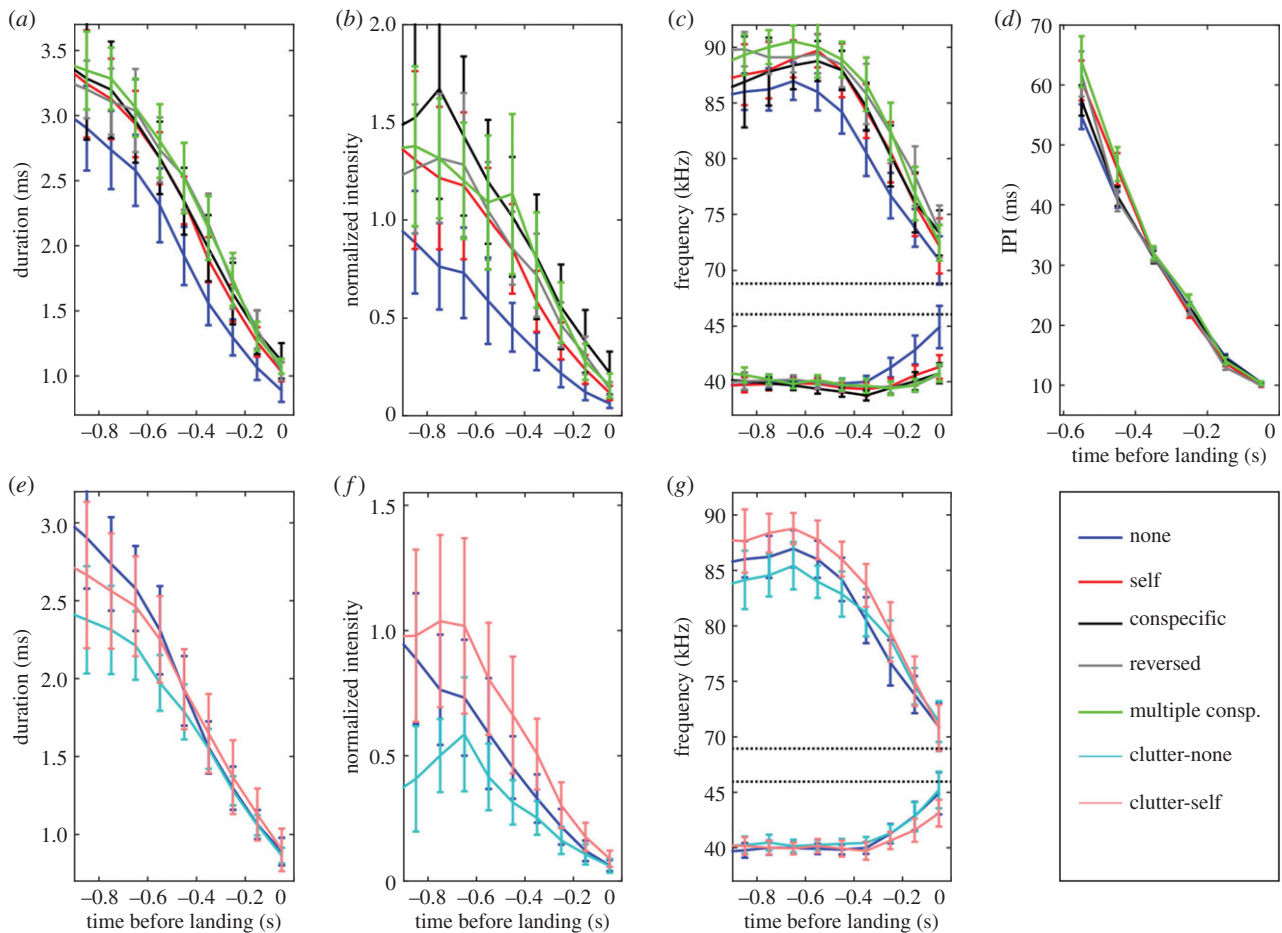 (a)
3.5
3.0
2.5
2.0
1.5
1.0
duration (ms)
−0.8 −0.6 −0.4 −0.2 0
(b)
2.0
1.5
1.0
0.5
0
normalized intensity
−0.8 −0.6 −0.4 −0.2 0
(c)
90
85
80
75
70
45
40
frequency (kHz)
−0.8 −0.6 −0.4 −0.2 0
(d)
70
60
50
40
30
20
10
IPI (ms)
−0.6 −0.4 −0.2 0
time before landing (s)
(e)
3.0
2.5
2.0
1.5
1.0
duration (ms)
−0.8 −0.6 −0.4 −0.2 0
time before landing (s)
(f)
1.5
1.0
0.5
0
normalized intensity
−0.8 −0.6 −0.4 −0.2 0
time before landing (s)
(g)
90
85
80
75
69
45
40
frequency (kHz)
−0.8 −0.6 −0.4 −0.2 0
time before landing (s)
none
self
conspecific
reversed
multiple consp.
clutter-none
clutter-self